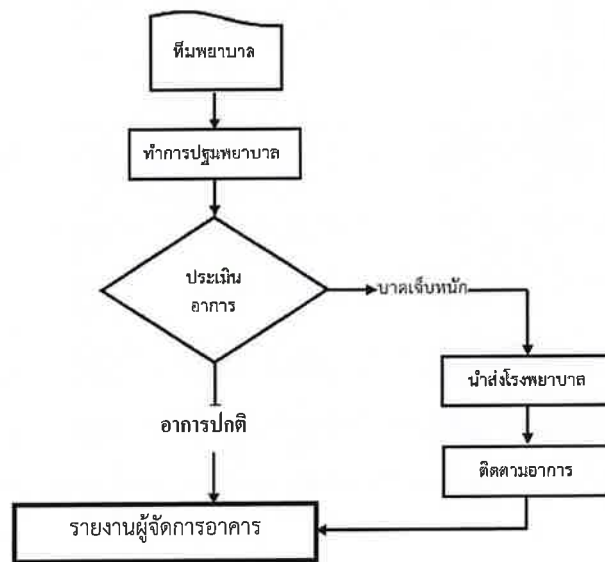 ทีมพยาบาล
ทำการปฐมพยาบาล
ประเมิน
อาการ
บาดเจ็บหนัก
นำส่งโรงพยาบาล
ติดตามอาการ
อาการปกติ
รายงานผู้จัดการอาคาร